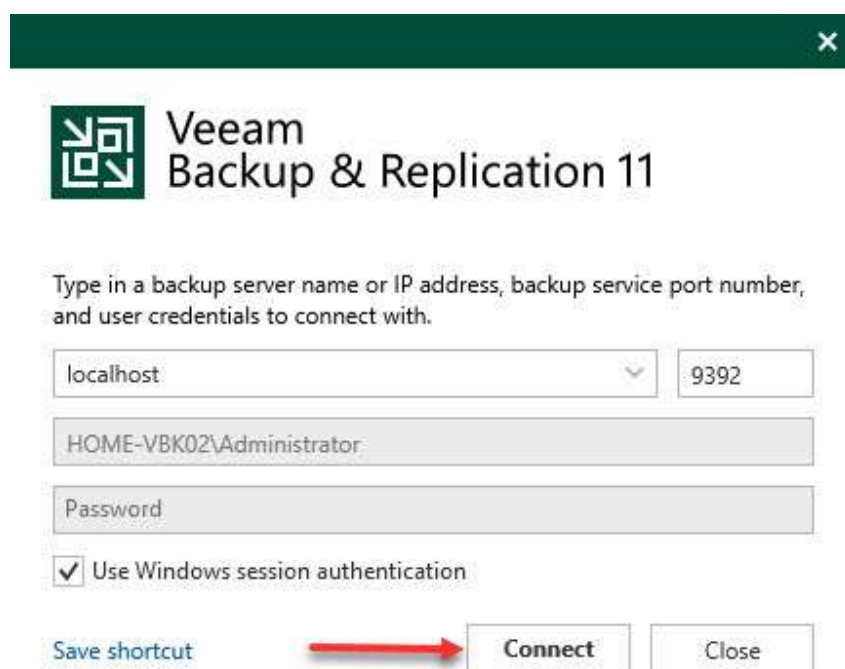 Veeam
Backup & Replication 11
Type in a backup server name or IP address, backup service port number,
and user credentials to connect with.
localhost 9392
HOME-VBK02\Administrator
Password
Use Windows session authentication
Save shortcut Connect Close